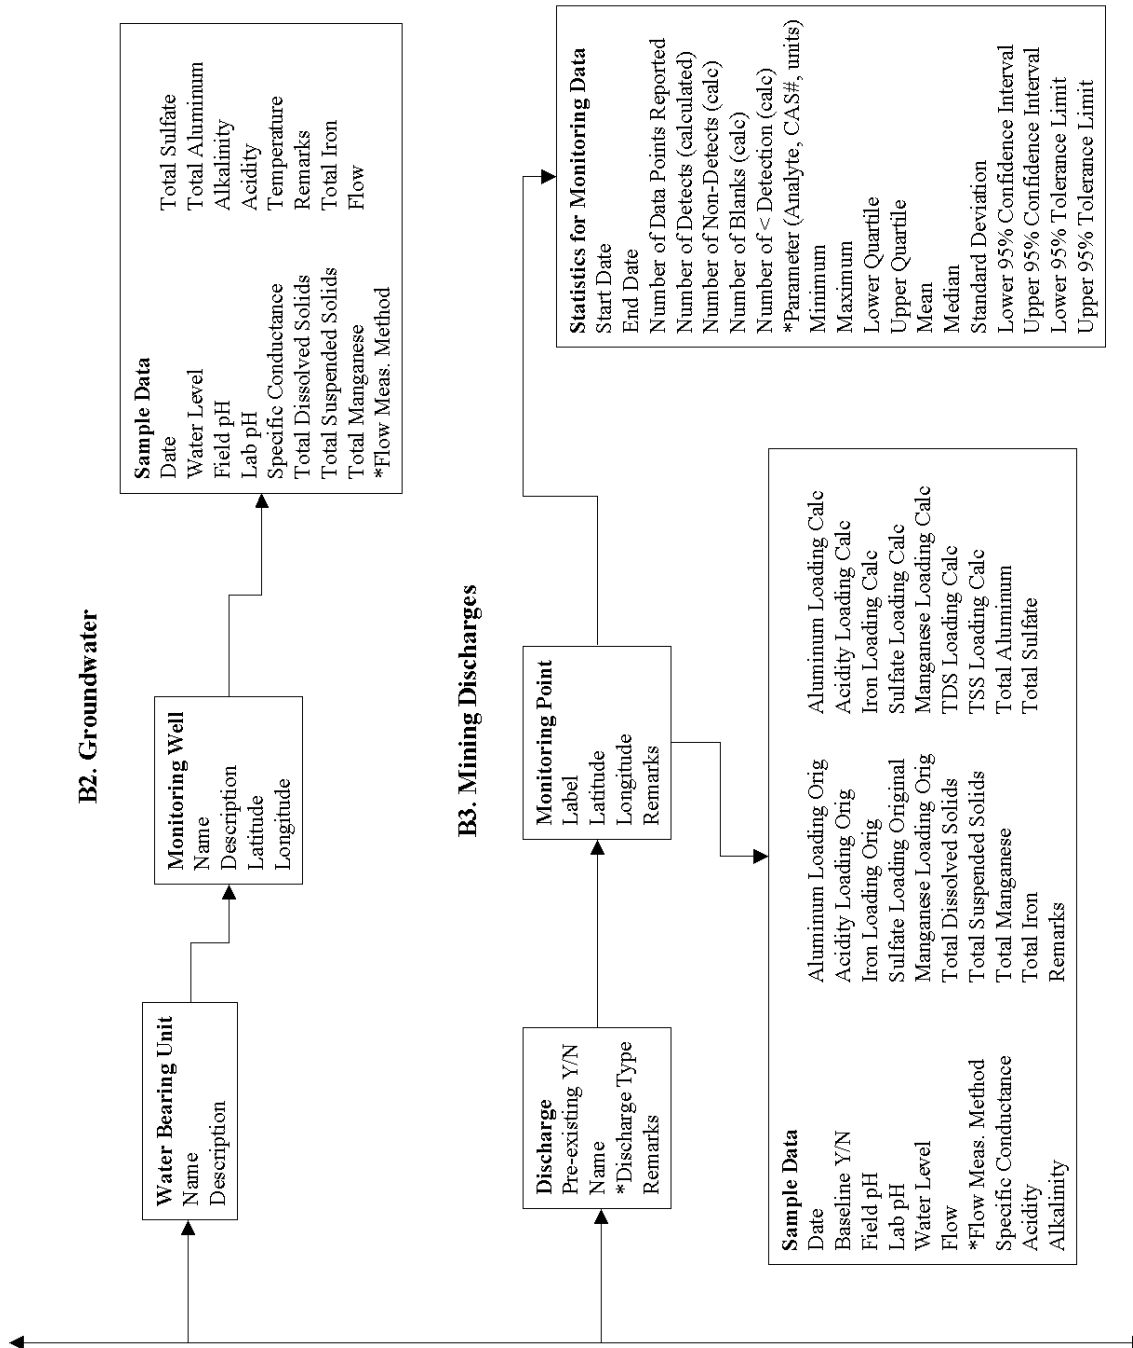 B2. Groundwater
Water Bearing Unit
Name
Description
Monitoring Well
Name
Description
Latitude
Longitude
Sample Data
Date
Water Level
Field pH
Lab pH
Specific Conductance
Total Dissolved Solids
Total Suspended Solids
Total Manganese
*Flow Meas. Method
Total Sulfate
Total Aluminum
Alkalinity
Acidity
Temperature
Remarks
Total Iron
Flow
B3. Mining Discharges
Discharge
Pre-existing Y/N
Name
*Discharge Type
Remarks
Monitoring Point
Label
Latitude
Longitude
Remarks
Statistics for Monitoring Data
Start Date
End Date
Number of Data Points Reported
Number of Detects (calculated)
Number of Non-Detects (calc)
Number of Blanks (calc)
Number of < Detection (calc)
*Parameter (Analyte, CAS#, units)
Minimum
Maximum
Lower Quartile
Upper Quartile
Mean
Median
Standard Deviation
Lower 95% Confidence Interval
Upper 95% Confidence Interval
Lower 95% Tolerance Limit
Upper 95% Tolerance Limit
Sample Data
Date
Baseline Y/N
Field pH
Lab pH
Water Level
Flow
*Flow Meas. Method
Specific Conductance
Acidity
Alkalinity
Aluminum Loading Orig
Acidity Loading Orig
Iron Loading Orig
Sulfate Loading Original
Manganese Loading Orig
Total Dissolved Solids
Total Suspended Solids
Total Manganese
Total Iron
Remarks
Aluminum Loading Calc
Acidity Loading Calc
Iron Loading Calc
Sulfate Loading Calc
Manganese Loading Calc
TDS Loading Calc
TSS Loading Calc
Total Aluminum
Total Sulfate